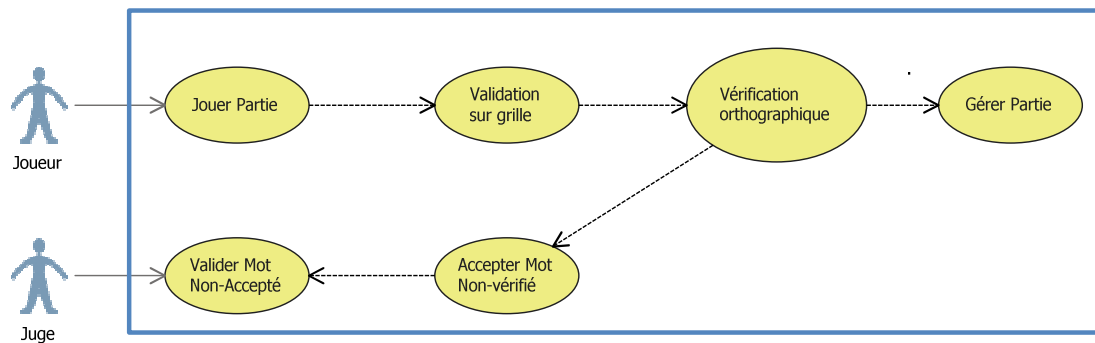 Jouer Partie
Validation
sur grille
Vérification
orthographique
Gérer Partie
Joueur
Valider Mot
Non-Accepté
Accepter Mot
Non-vérifié
Juge